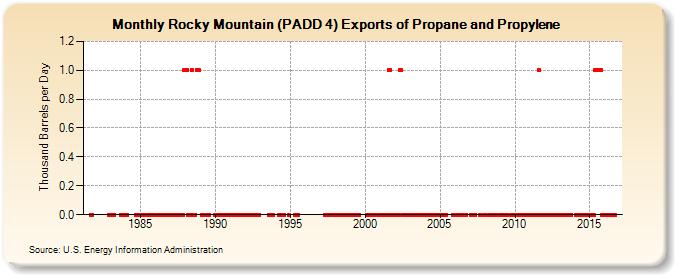 Monthly Rocky Mountain (PADD 4) Exports of Propane and Propylene
Thousand Barrels per Day
1.2
1.0
0.8
0.6
0.4
0.2
0.0
1985 1990 1995 2000 2005 2010 2015
Source: U.S. Energy Information Administration